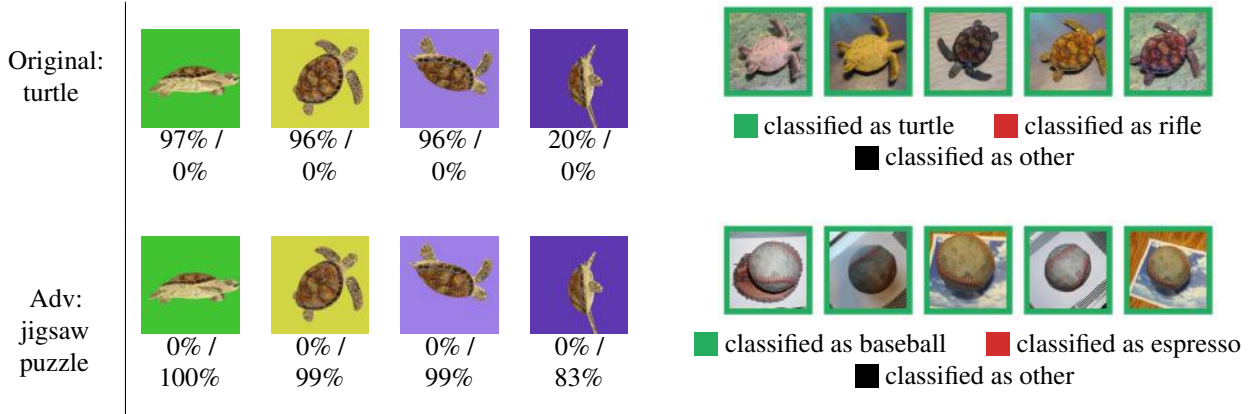 Original:
turtle
97% /
0%
96% /
0%
96% /
0%
20% /
0%
Adv:
jigsaw
puzzle
0% /
100%
0% /
99%
0% /
99%
0% /
83%
classified as turtle
classified as rifle
classified as other
classified as baseball
classified as espresso
classified as other